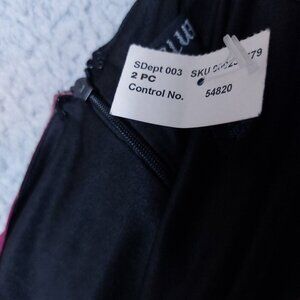 SDept 003 SKU
2 PC
Control No. 54820